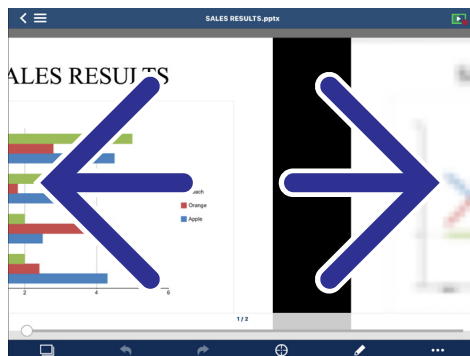 SALES RESULTS.pptx
ALES RESULTS
ach
Orange
Apple
2 4 6
1 / 2